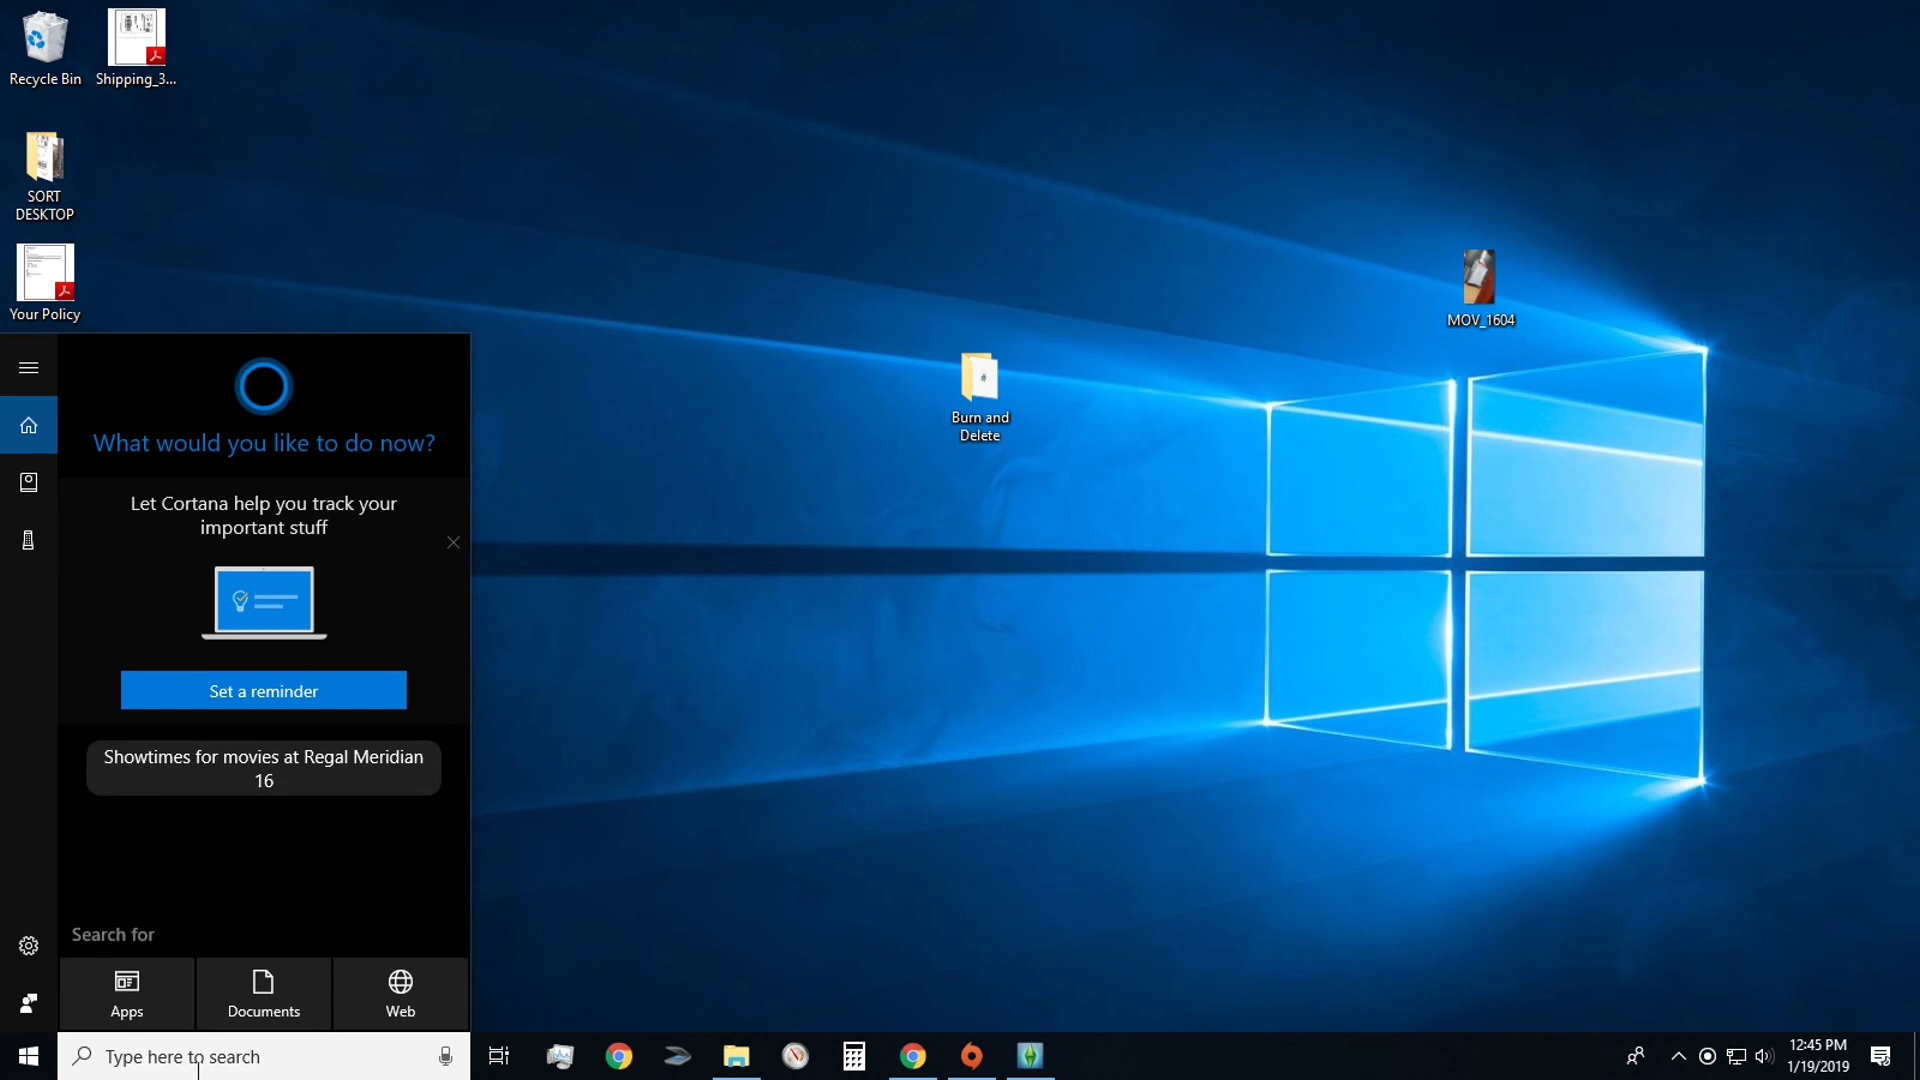 Recycle Bin
Shipping_3...
SORT
DESKTOP
Your Policy
MOV_1604
Burn and
Delete
What would you like to do now?
Let Cortana help you track your
important stuff
Set a reminder
Showtimes for movies at Regal Meridian
16
Search for
Apps
Documents
Web
Type here to search
12:45 PM
1/19/2019